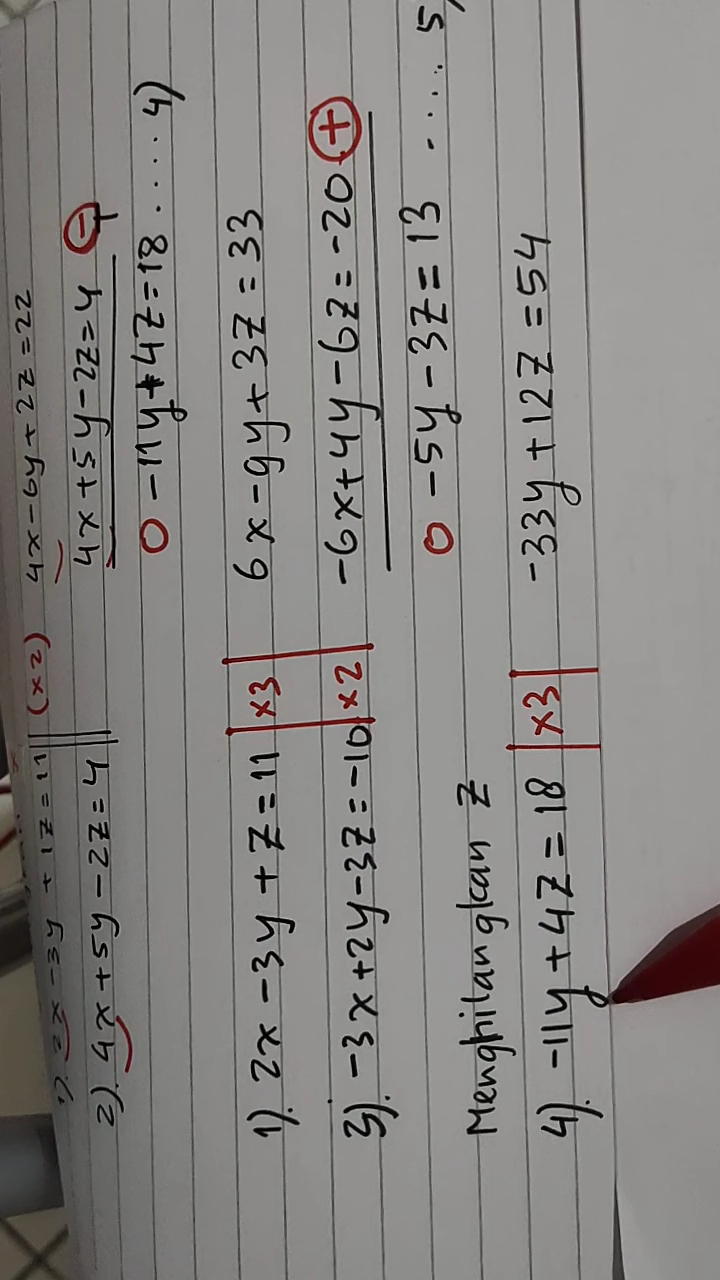 1). 2x - 3y + 1z = 11 (x2) 4x - 6y + 2z = 22
2). 4x + 5y - 2z = 4 4x + 5y - 2z = 4 -
0 - 11y + 4z = 18 ..... 4)
1). 2x - 3y + z = 11 x3 6x - 9y + 3z = 33
3). -3x + 2y - 3z = -10 x2 -6x + 4y - 6z = -20 +
0 - 5y - 3z = 13 ..... 5)
Menghilangkan z
4). -11y + 4z = 18 x3 -33y + 12z = 54